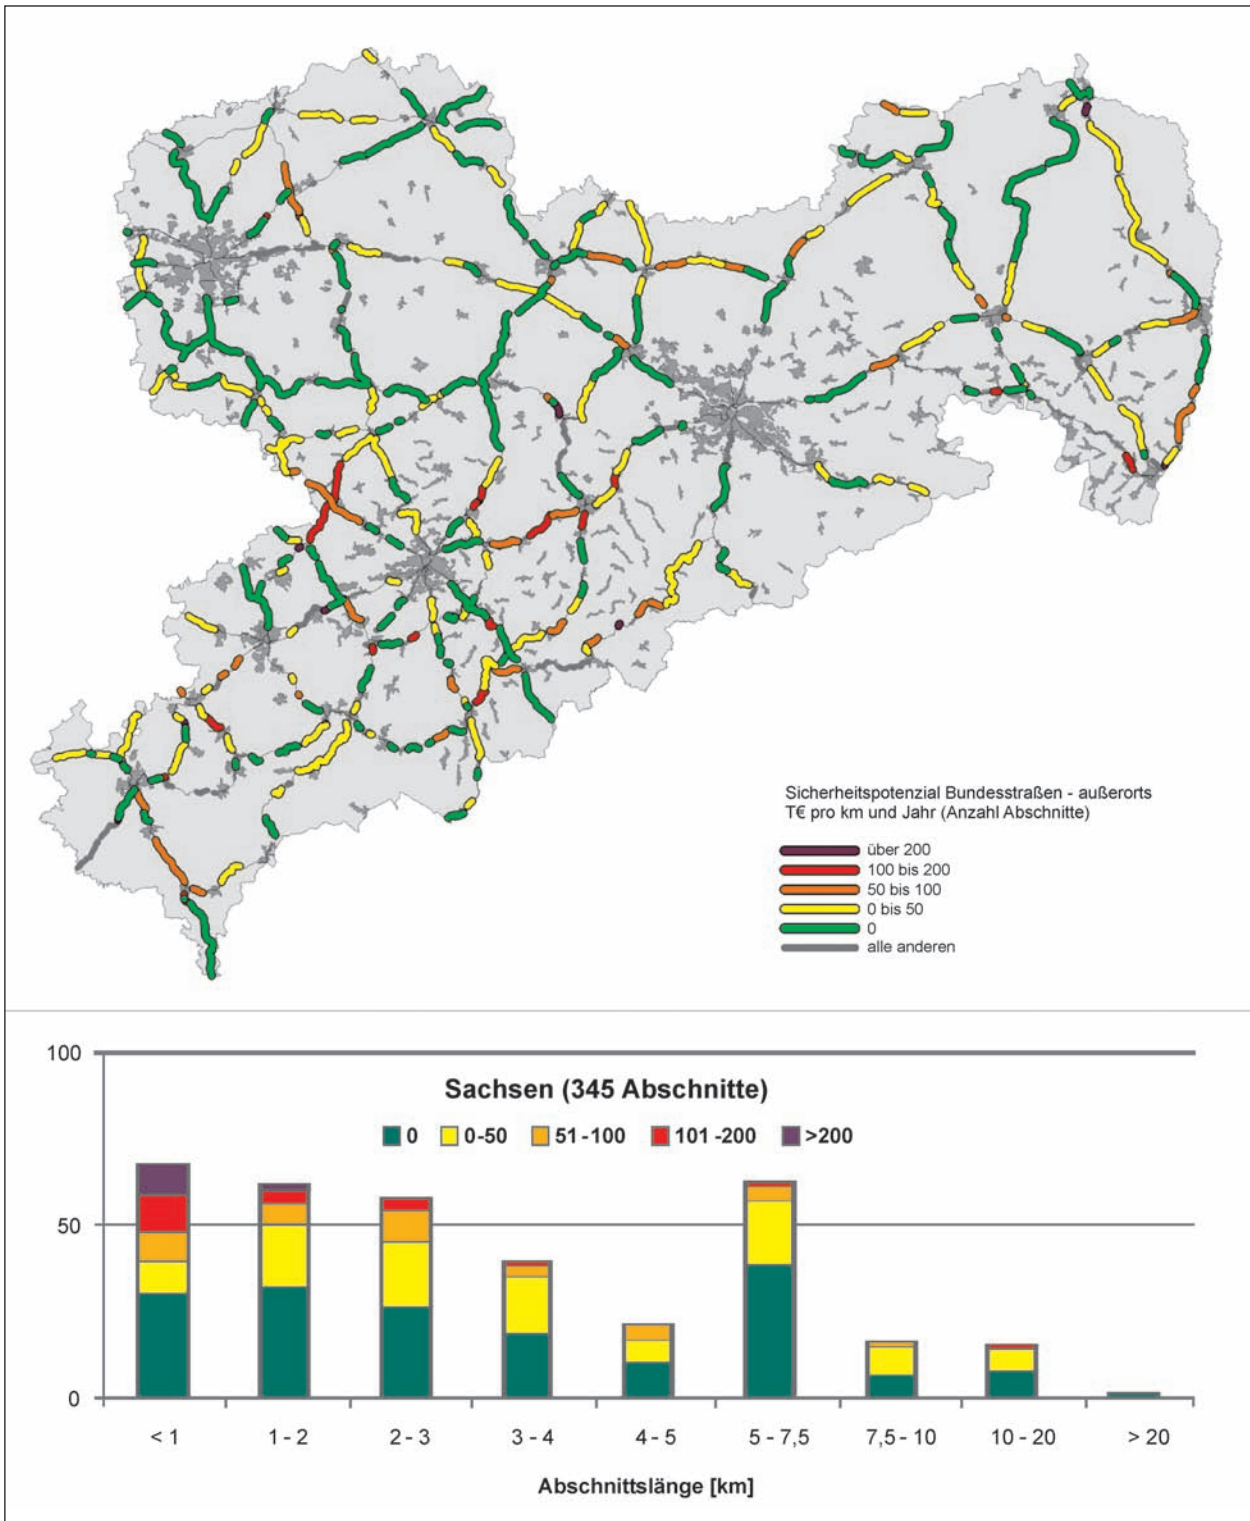 Sicherheitspotenzial Bundesstraßen - außerorts
T€ pro km und Jahr (Anzahl Abschnitte)
über 200
100 bis 200
50 bis 100
0 bis 50
0
alle anderen
100
Sachsen (345 Abschnitte)
0 0-50 51-100 101-200 >200
50
0
< 1 1 - 2 2 - 3 3 - 4 4 - 5 5 - 7,5 7,5 - 10 10 - 20 > 20
Abschnittslänge [km]